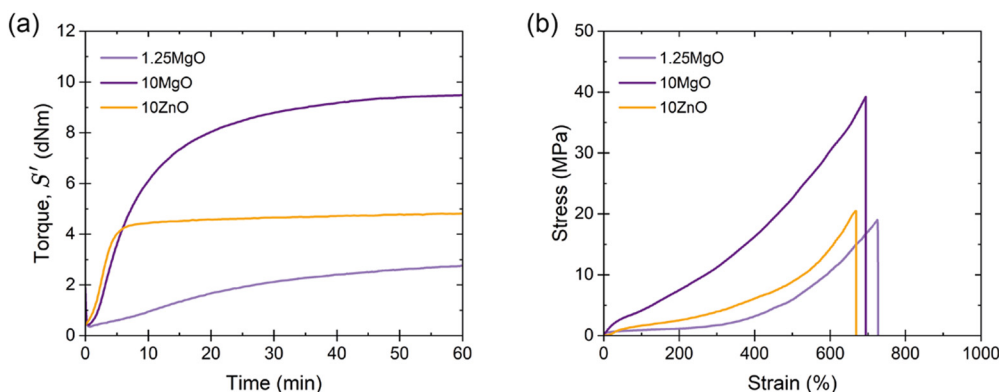 (a)
12
10
8
6
4
2
0
Torque, S′ (dNm)
1.25MgO
10MgO
10ZnO
0 10 20 30 40 50 60
Time (min)
(b)
50
40
30
20
10
0
Stress (MPa)
1.25MgO
10MgO
10ZnO
0 200 400 600 800 1000
Strain (%)